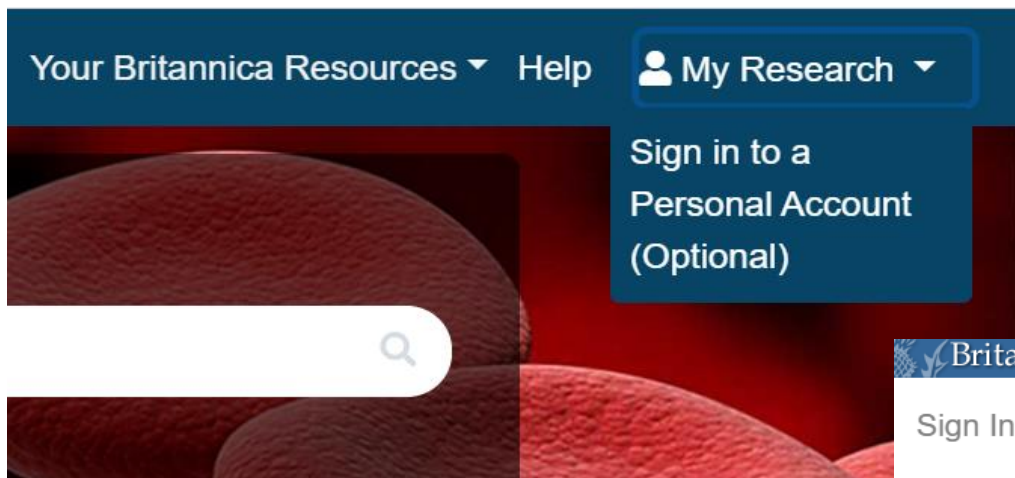 Your Britannica Resources Help My Research
Sign in to a
Personal Account
(Optional)
Sign In